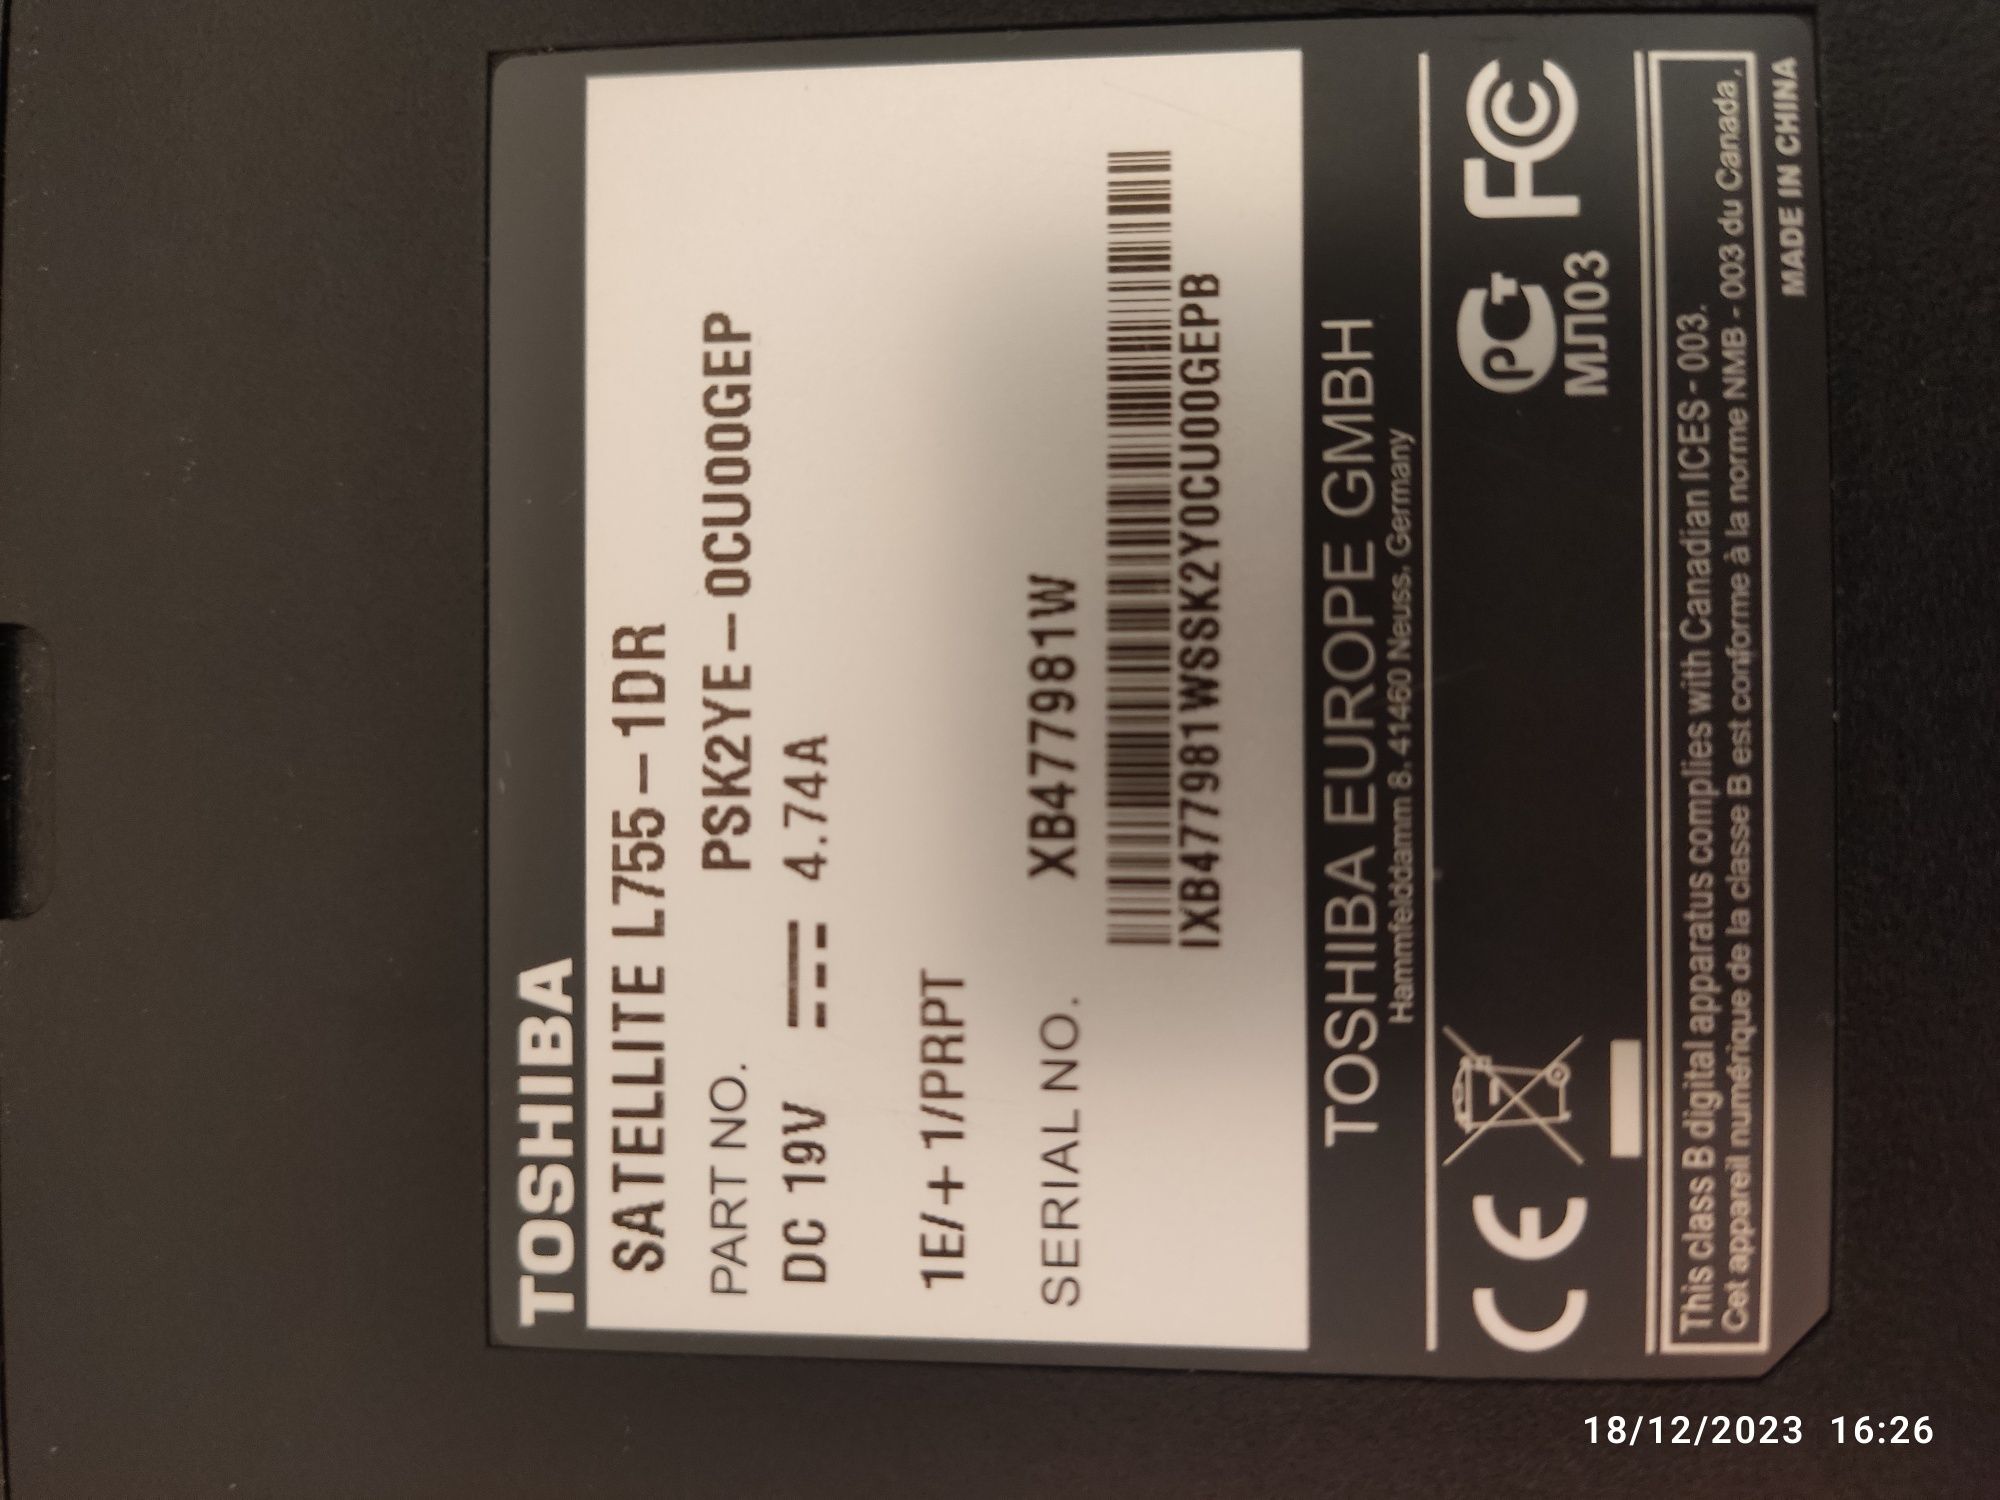 TOSHIBA
SATELLITE L755-1DR
PART NO. PSK2YE-0CU00GEP
DC 19V 4.74A
1E/+1/PRPT
SERIAL NO. XB477981W
IXB477981WSSK2Y0CU00GEPB
TOSHIBA EUROPE GMBH
Hammfelddamm 8. 41460 Neuss. Germany
CE PCT FC
МЛ03
This class B digital apparatus complies with Canadian ICES - 003.
Cet appareil numérique de la classe B est conforme à la norme NMB - 003 du Canada.
MADE IN CHINA
18/12/2023 16:26